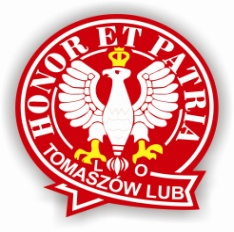 HONOR ET PATRIA
L O
TOMASZÓW LUB